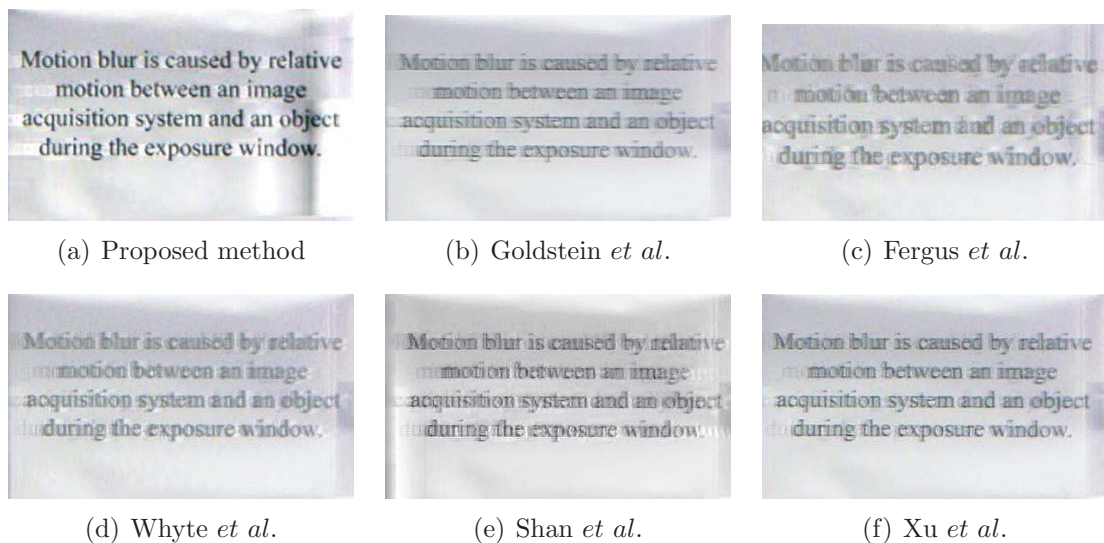 Motion blur is caused by relative
motion between an image
acquisition system and an object
during the exposure window.
(a) Proposed method
Motion blur is caused by relative
motion between an image
acquisition system and an object
during the exposure window.
(b) Goldstein et al.
Motion blur is caused by relative
motion between an image
acquisition system and an object
during the exposure window.
(c) Fergus et al.
Motion blur is caused by relative
motion between an image
acquisition system and an object
during the exposure window.
(d) Whyte et al.
Motion blur is caused by relative
motion between an image
acquisition system and an object
during the exposure window.
(e) Shan et al.
Motion blur is caused by relative
motion between an image
acquisition system and an object
during the exposure window.
(f) Xu et al.